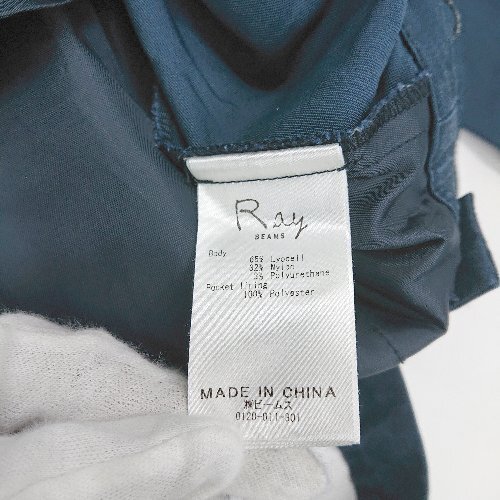 Ray
BEAMS
Body 65% Lyocell
32% Nylon
3% Polyurethane
Pocket lining
100% Polyester
MADE IN CHINA
㈱ビームス
0120-011-301